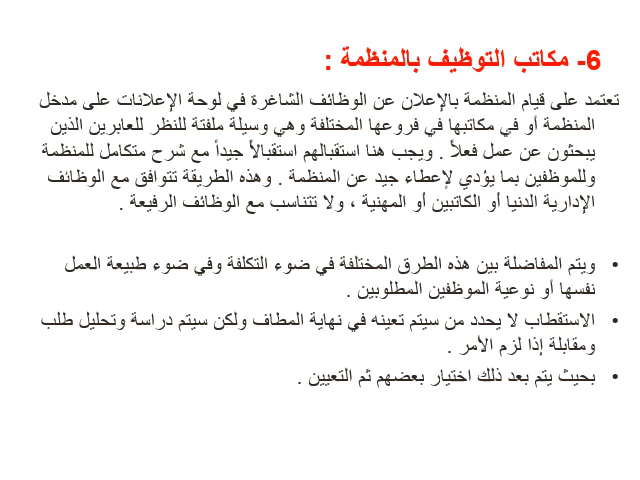 6- مكاتب التوظيف بالمنظمة :
تعتمد على قيام المنظمة بالإعلان عن الوظائف الشاغرة في لوحة الإعلانات على مدخل
المنظمة أو في مكاتبها في فروعها المختلفة وهي وسيلة ملفتة للنظر للعابرين الذين
يبحثون عن عمل فعلاً . ويجب هنا استقبالهم استقبالاً جيداً مع شرح متكامل للمنظمة
وللموظفين بما يؤدي لإعطاء جيد عن المنظمة . وهذه الطريقة تتوافق مع الوظائف
الإدارية الدنيا أو الكاتبين أو المهنية ، ولا تتناسب مع الوظائف الرفيعة .
• ويتم المفاضلة بين هذه الطرق المختلفة في ضوء التكلفة وفي ضوء طبيعة العمل
نفسها أو نوعية الموظفين المطلوبين .
• الاستقطاب لا يحدد من سيتم تعينه في نهاية المطاف ولكن سيتم دراسة وتحليل طلب
ومقابلة إذا لزم الأمر .
• بحيث يتم بعد ذلك اختيار بعضهم ثم التعيين .